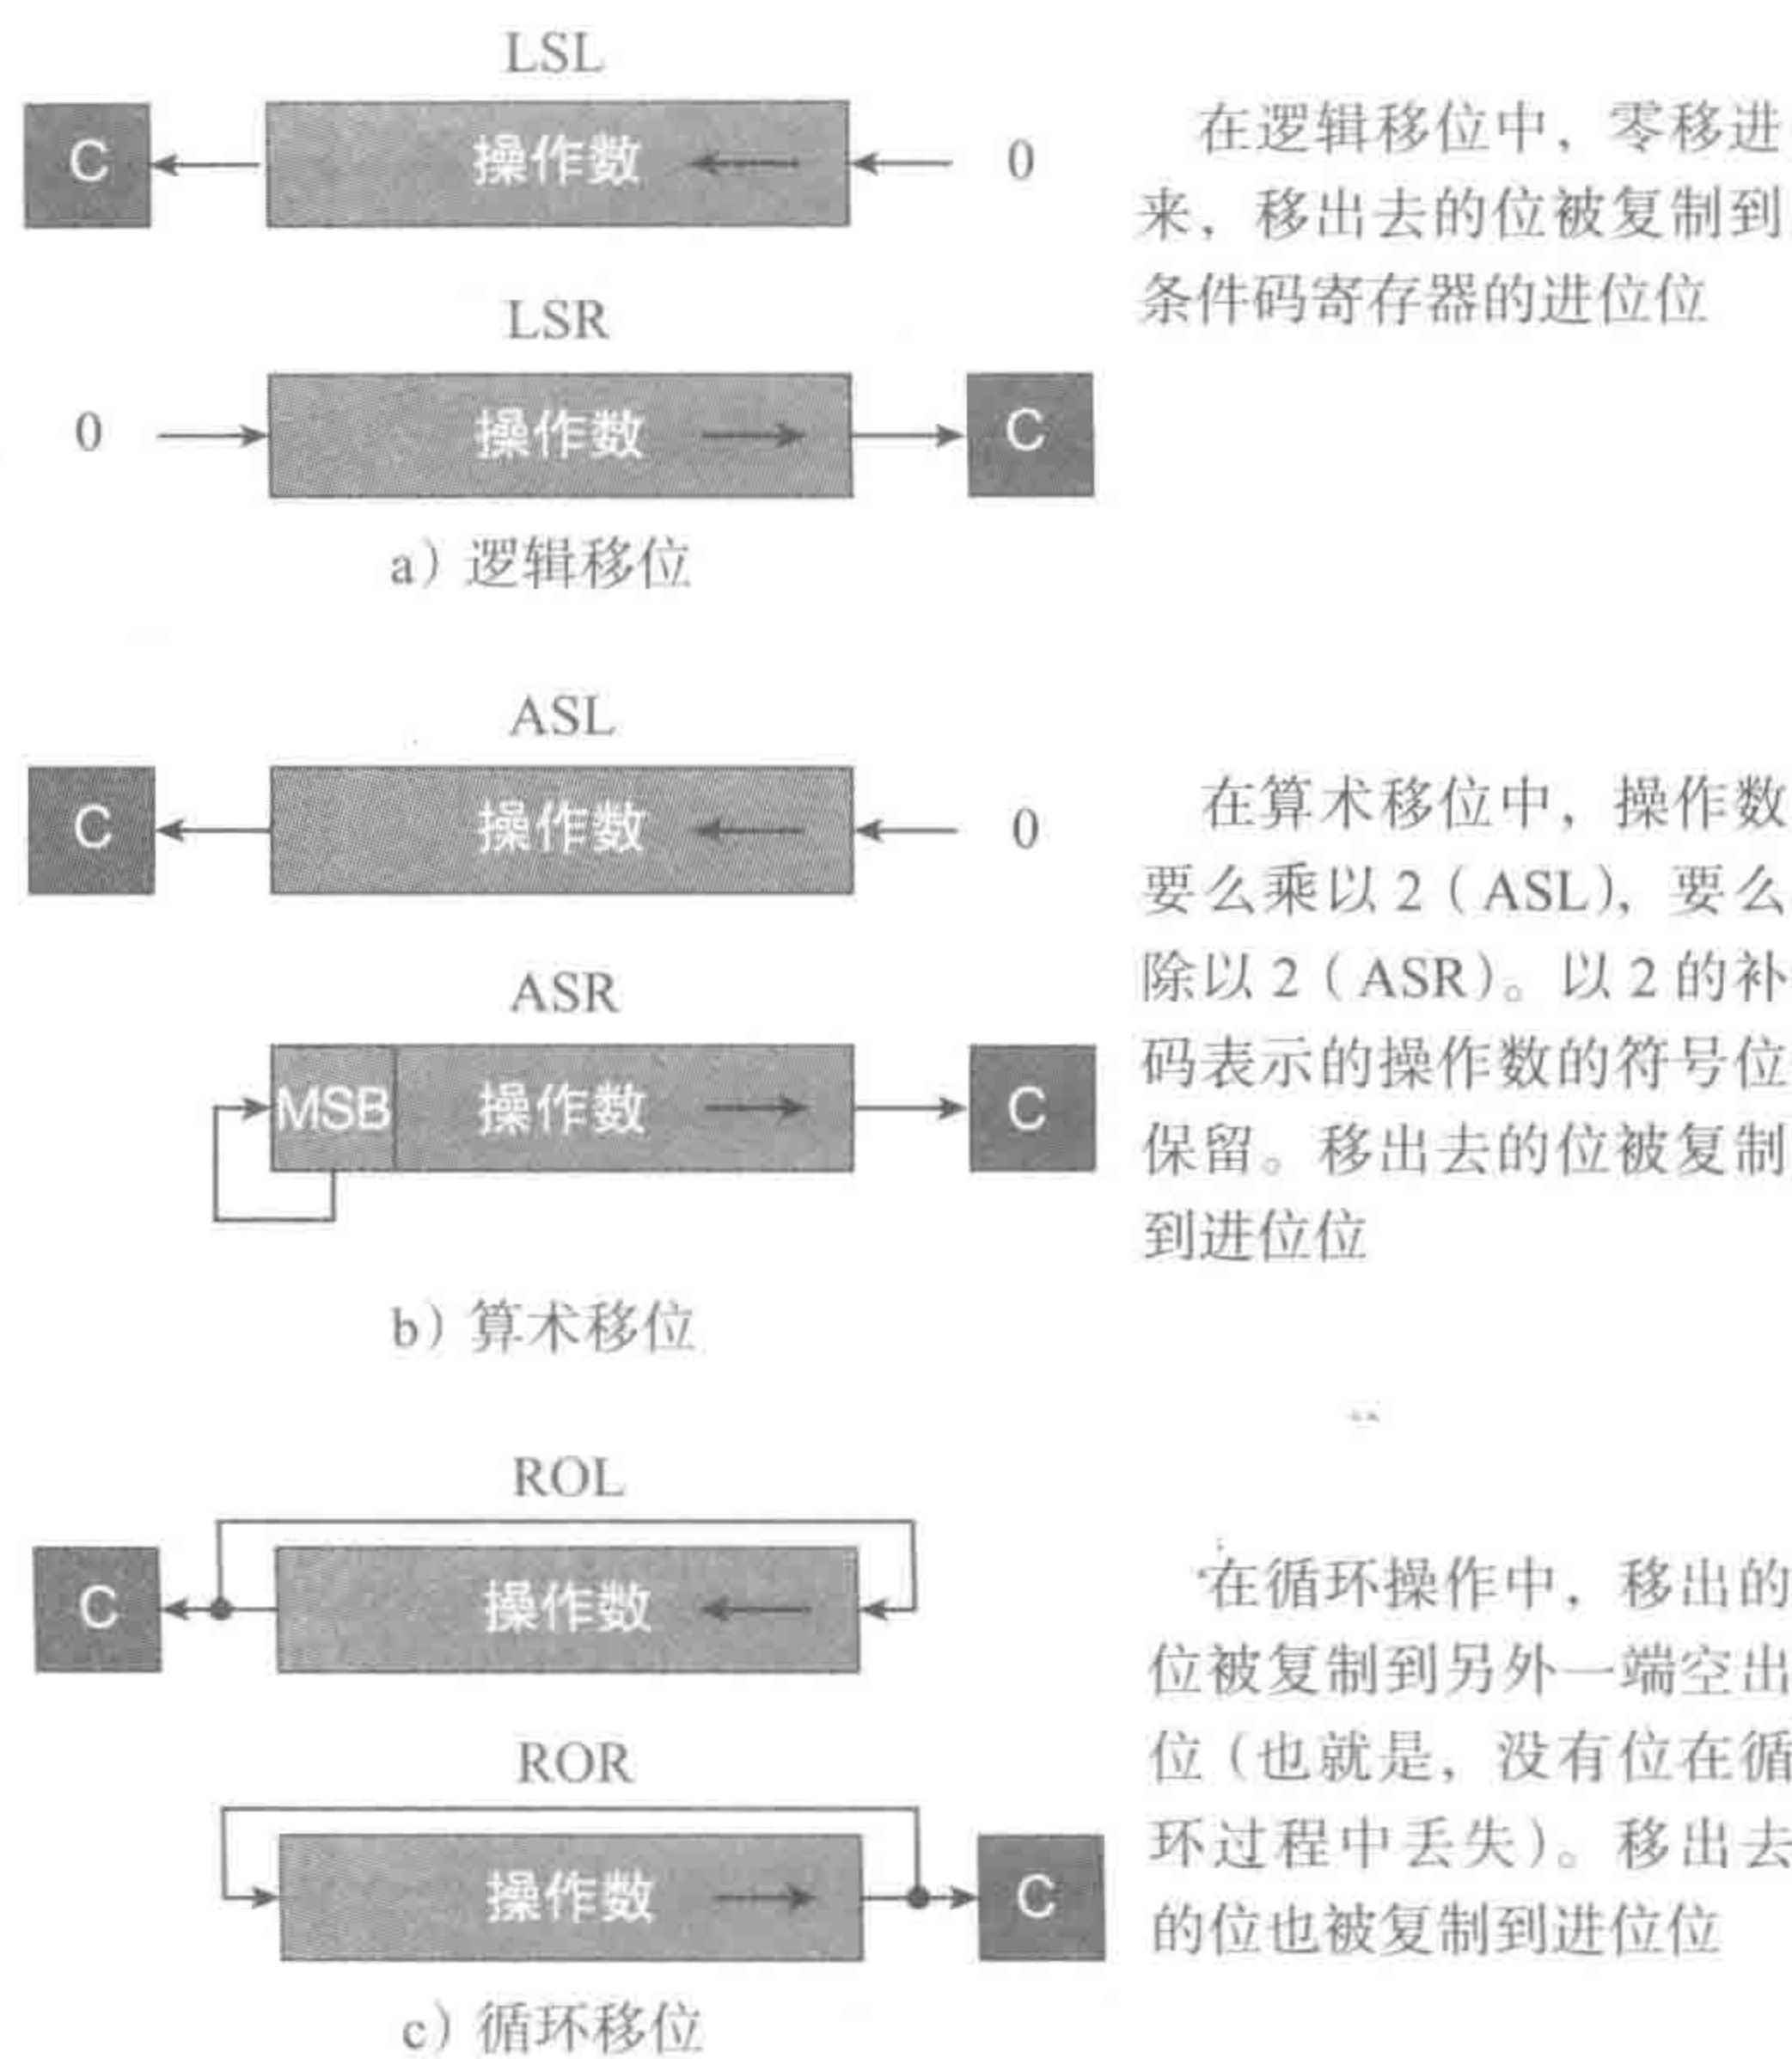 LSL
C
操作数
0
在逻辑移位中，零移进
来，移出去的位被复制到
条件码寄存器的进位位
LSR
0
操作数
C
a）逻辑移位
ASL
C
操作数
0
在算术移位中，操作数
要么乘以2（ASL），要么
除以2（ASR）。以2的补
码表示的操作数的符号位
保留。移出去的位被复制
到进位位
ASR
MSB
操作数
C
b）算术移位
ROL
C
操作数
在循环操作中，移出的
位被复制到另外一端空出
位（也就是，没有位在循
环过程中丢失）。移出去
的位也被复制到进位位
ROR
操作数
C
c）循环移位